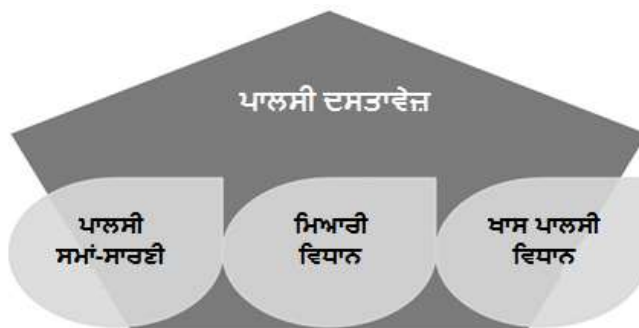 ਪਾਲਸੀ ਦਸਤਾਵੇਜ਼
ਪਾਲਸੀ
ਸਮਾਂ-ਸਾਰਣੀ
ਮਿਆਰੀ
ਵਿਧਾਨ
ਖਾਸ ਪਾਲਸੀ
ਵਿਧਾਨ